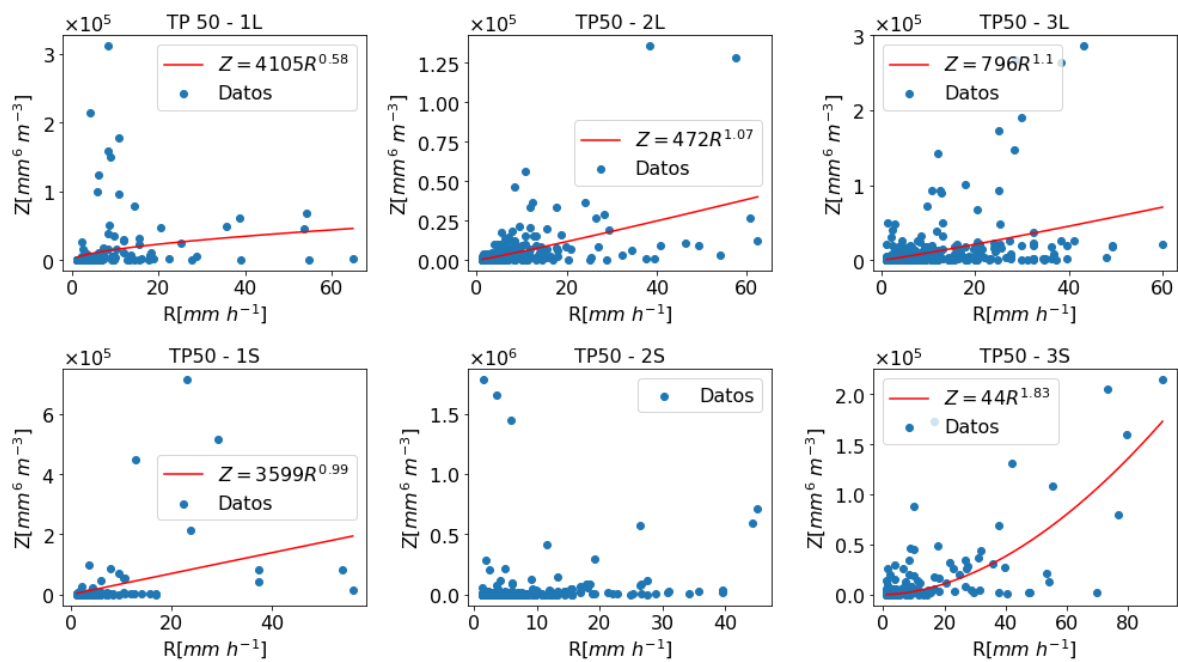 ×10⁵ TP 50 - 1L
3
2
1
0
Z[mm⁶ m⁻³]
Z = 4105R^0.58
Datos
0 20 40 60
R[mm h⁻¹]
×10⁵ TP50 - 2L
1.25
1.00
0.75
0.50
0.25
0.00
Z[mm⁶ m⁻³]
Z = 472R^1.07
Datos
0 20 40 60
R[mm h⁻¹]
×10⁵ TP50 - 3L
3
2
1
0
Z[mm⁶ m⁻³]
Z = 796R^1.1
Datos
0 10 20 30 40 50 60
R[mm h⁻¹]
×10⁵ TP50 - 1S
6
4
2
0
Z[mm⁶ m⁻³]
Z = 3599R^0.99
Datos
0 20 40
R[mm h⁻¹]
×10⁶ TP50 - 2S
1.5
1.0
0.5
0.0
Z[mm⁶ m⁻³]
Datos
0 10 20 30 40
R[mm h⁻¹]
×10⁵ TP50 - 3S
2.0
1.5
1.0
0.5
0.0
Z[mm⁶ m⁻³]
Z = 44R^1.83
Datos
0 20 40 60 80
R[mm h⁻¹]